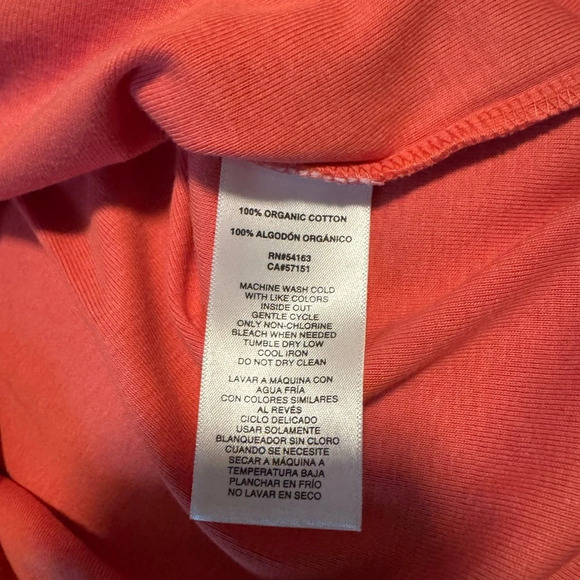 100% ORGANIC COTTON
100% ALGODÓN ORGÁNICO
RN#54163
CA#57151
MACHINE WASH COLD
WITH LIKE COLORS
INSIDE OUT
GENTLE CYCLE
ONLY NON-CHLORINE
BLEACH WHEN NEEDED
TUMBLE DRY LOW
COOL IRON
DO NOT DRY CLEAN
LAVAR A MÁQUINA CON
AGUA FRÍA
CON COLORES SIMILARES
AL REVÉS
CICLO DELICADO
USAR SOLAMENTE
BLANQUEADOR SIN CLORO
CUANDO SE NECESITE
SECAR A MÁQUINA A
TEMPERATURA BAJA
PLANCHAR EN FRÍO
NO LAVAR EN SECO